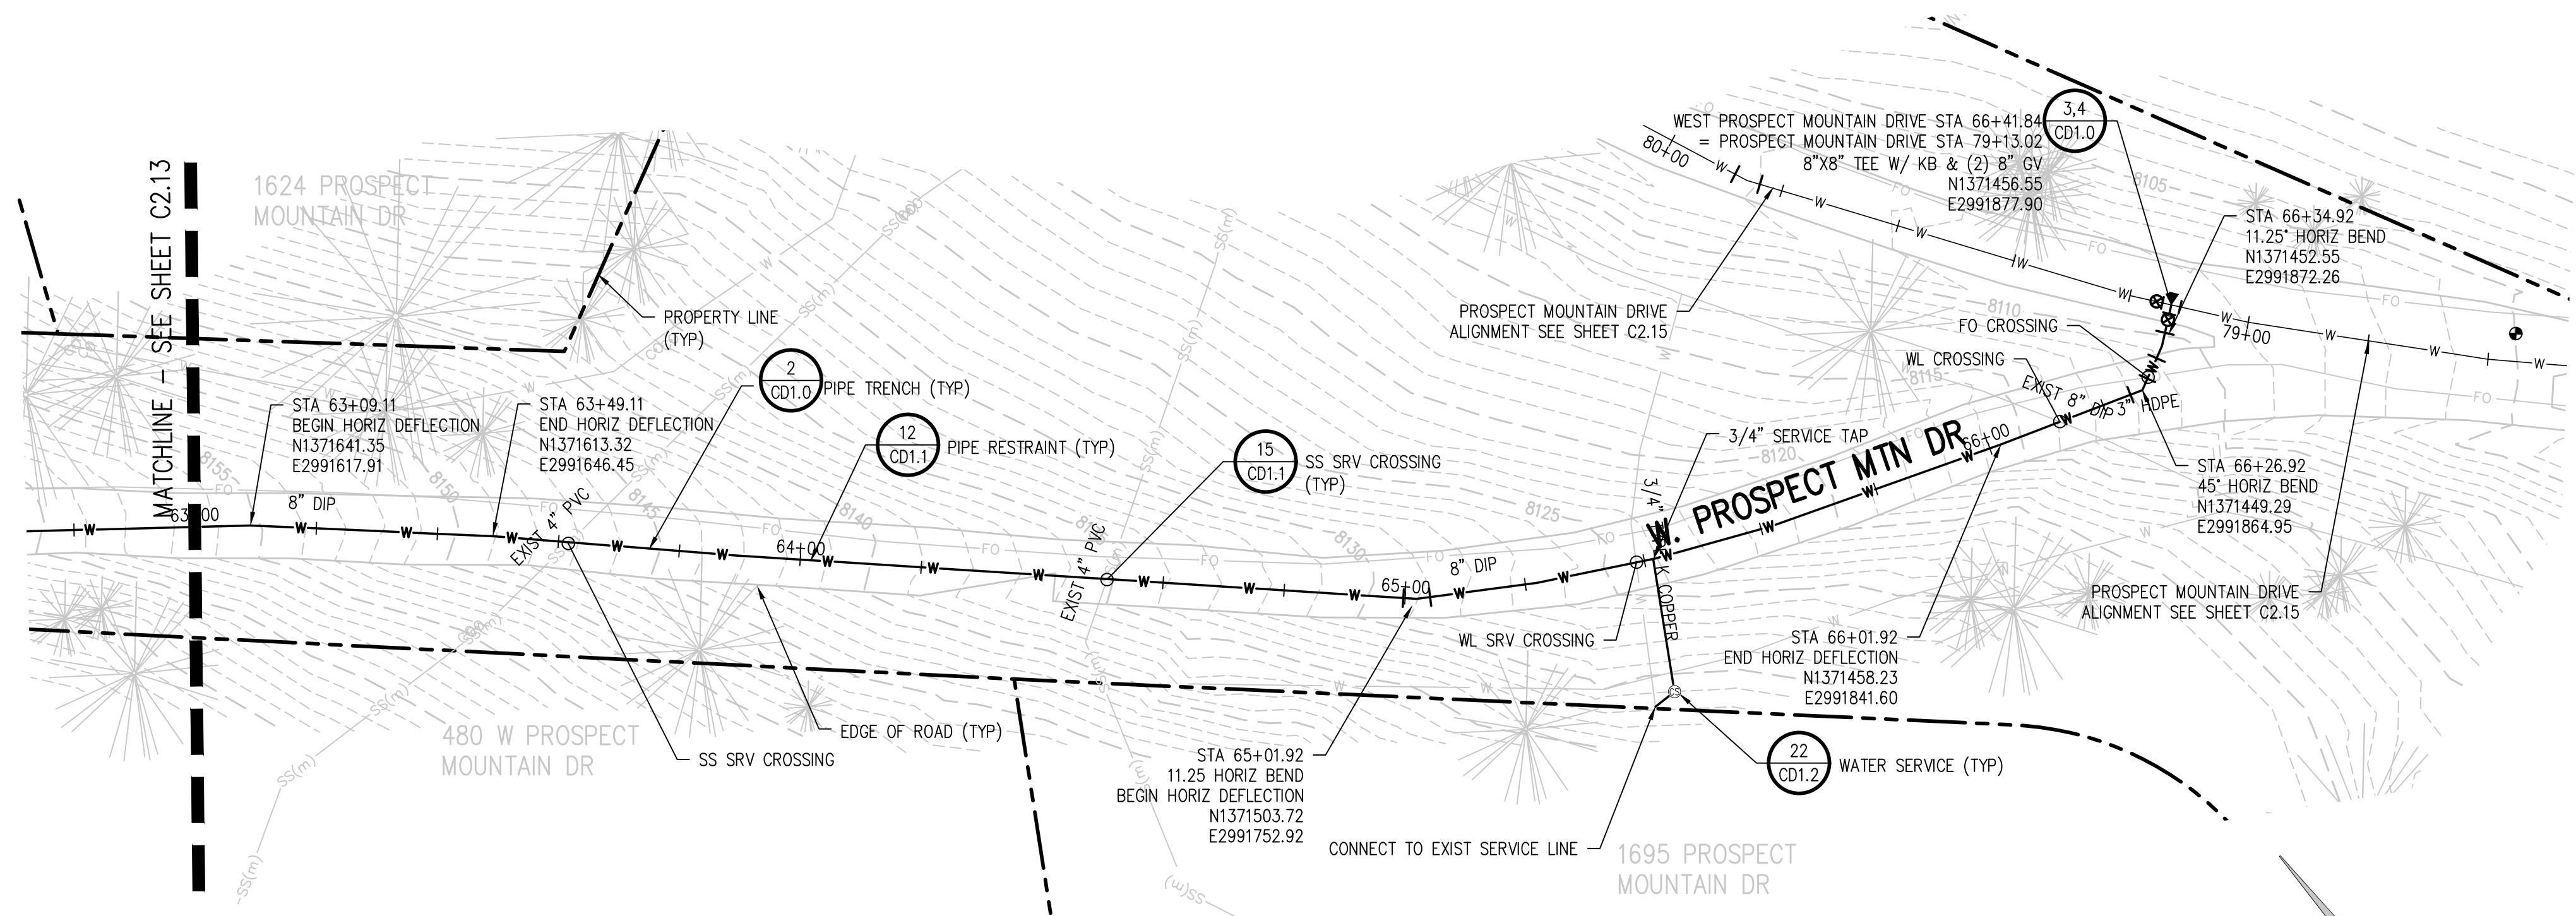 MATCHLINE - SEE SHEET C2.13
1624 PROSPECT
MOUNTAIN DR
PROPERTY LINE
(TYP)
2
CD1.0
PIPE TRENCH (TYP)
12
CD1.1
PIPE RESTRAINT (TYP)
15
CD1.1
SS SRV CROSSING
(TYP)
STA 63+09.11
BEGIN HORIZ DEFLECTION
N1371641.35
E2991617.91
STA 63+49.11
END HORIZ DEFLECTION
N1371613.32
E2991646.45
8155
8150
8145
8140
8130
8125
8120
8115
8110
8105
8" DIP
EXIST 4" PVC
64+00
EXIST 4" PVC
65+00
8" DIP
66+00
W. PROSPECT MTN DR
3/4" SERVICE TAP
EXIST 8" DIP
3" HDPE
WEST PROSPECT MOUNTAIN DRIVE STA 66+41.84
= PROSPECT MOUNTAIN DRIVE STA 79+13.02
8"X8" TEE W/ KB & (2) 8" GV
N1371456.55
E2991877.90
3,4
CD1.0
80+00
79+00
STA 66+34.92
11.25° HORIZ BEND
N1371452.55
E2991872.26
PROSPECT MOUNTAIN DRIVE
ALIGNMENT SEE SHEET C2.15
FO CROSSING
WL CROSSING
STA 66+26.92
45° HORIZ BEND
N1371449.29
E2991864.95
PROSPECT MOUNTAIN DRIVE
ALIGNMENT SEE SHEET C2.15
STA 66+01.92
END HORIZ DEFLECTION
N1371458.23
E2991841.60
WL SRV CROSSING
22
CD1.2
WATER SERVICE (TYP)
CS
STA 65+01.92
11.25 HORIZ BEND
BEGIN HORIZ DEFLECTION
N1371503.72
E2991752.92
CONNECT TO EXIST SERVICE LINE
1695 PROSPECT
MOUNTAIN DR
480 W PROSPECT
MOUNTAIN DR
SS SRV CROSSING
EDGE OF ROAD (TYP)